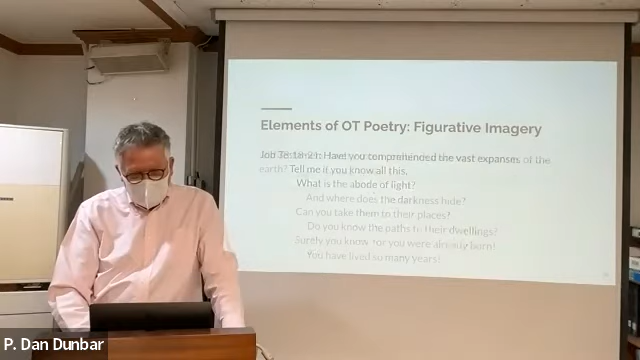 Elements of OT Poetry: Figurative Imagery
Have you comprehended the vast expanses of the
earth? Tell me if you know all this.
What is the abode of light?
And where does the darkness hide?
Can you take them to their places?
Do you know the paths to their dwellings?
Surely you know for you were already born!
You have lived so many years!
P. Dan Dunbar